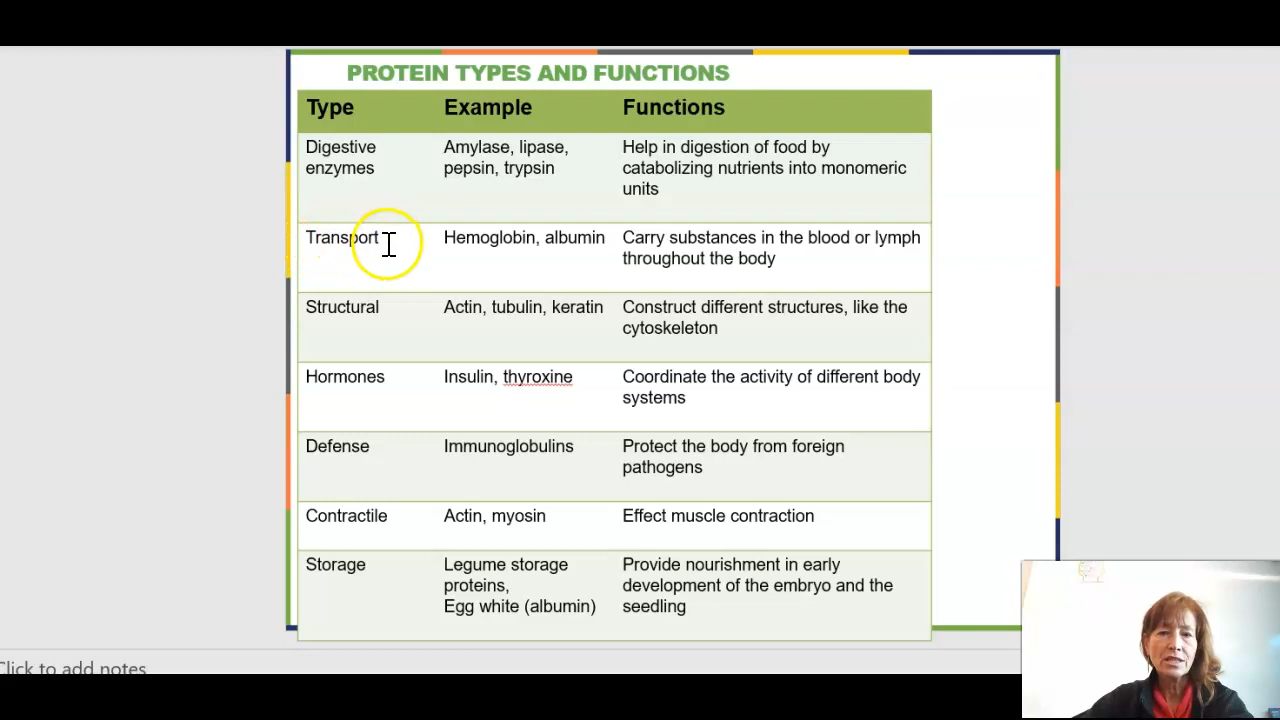 PROTEIN TYPES AND FUNCTIONS
Type Example Functions
Digestive enzymes
Amylase, lipase, pepsin, trypsin
Help in digestion of food by catabolizing nutrients into monomeric units
Transport
Hemoglobin, albumin
Carry substances in the blood or lymph throughout the body
Structural
Actin, tubulin, keratin
Construct different structures, like the cytoskeleton
Hormones
Insulin, thyroxine
Coordinate the activity of different body systems
Defense
Immunoglobulins
Protect the body from foreign pathogens
Contractile
Actin, myosin
Effect muscle contraction
Storage
Legume storage proteins,
Egg white (albumin)
Provide nourishment in early development of the embryo and the seedling
Click to add notes